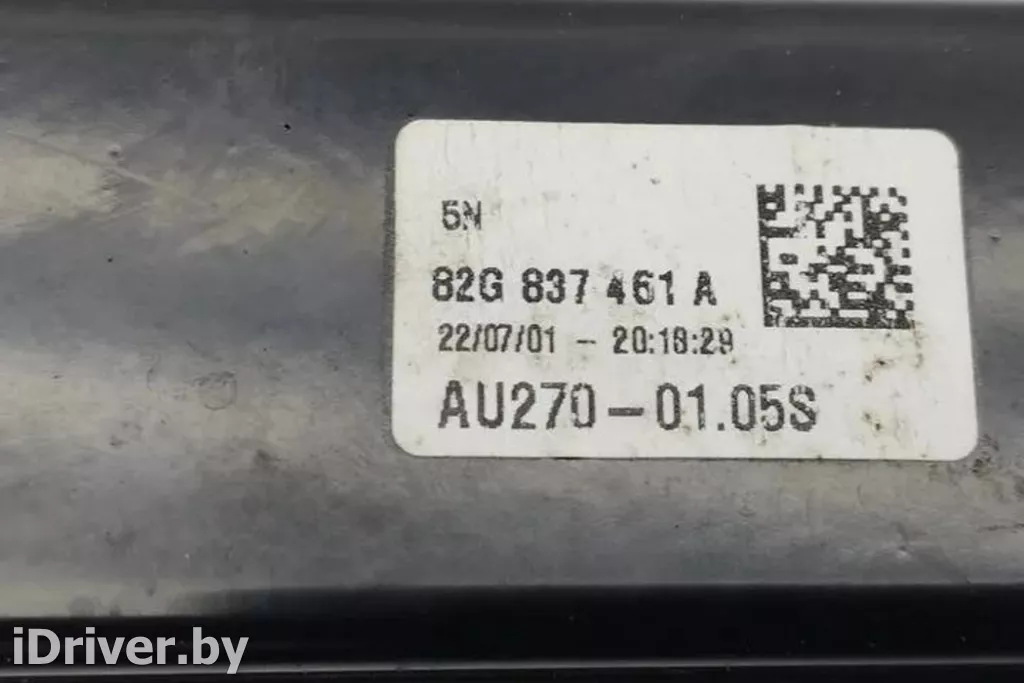 5N
82G 837 461 A
22/07/01 - 20:18:29
AU270-01.05S
iDriver.by